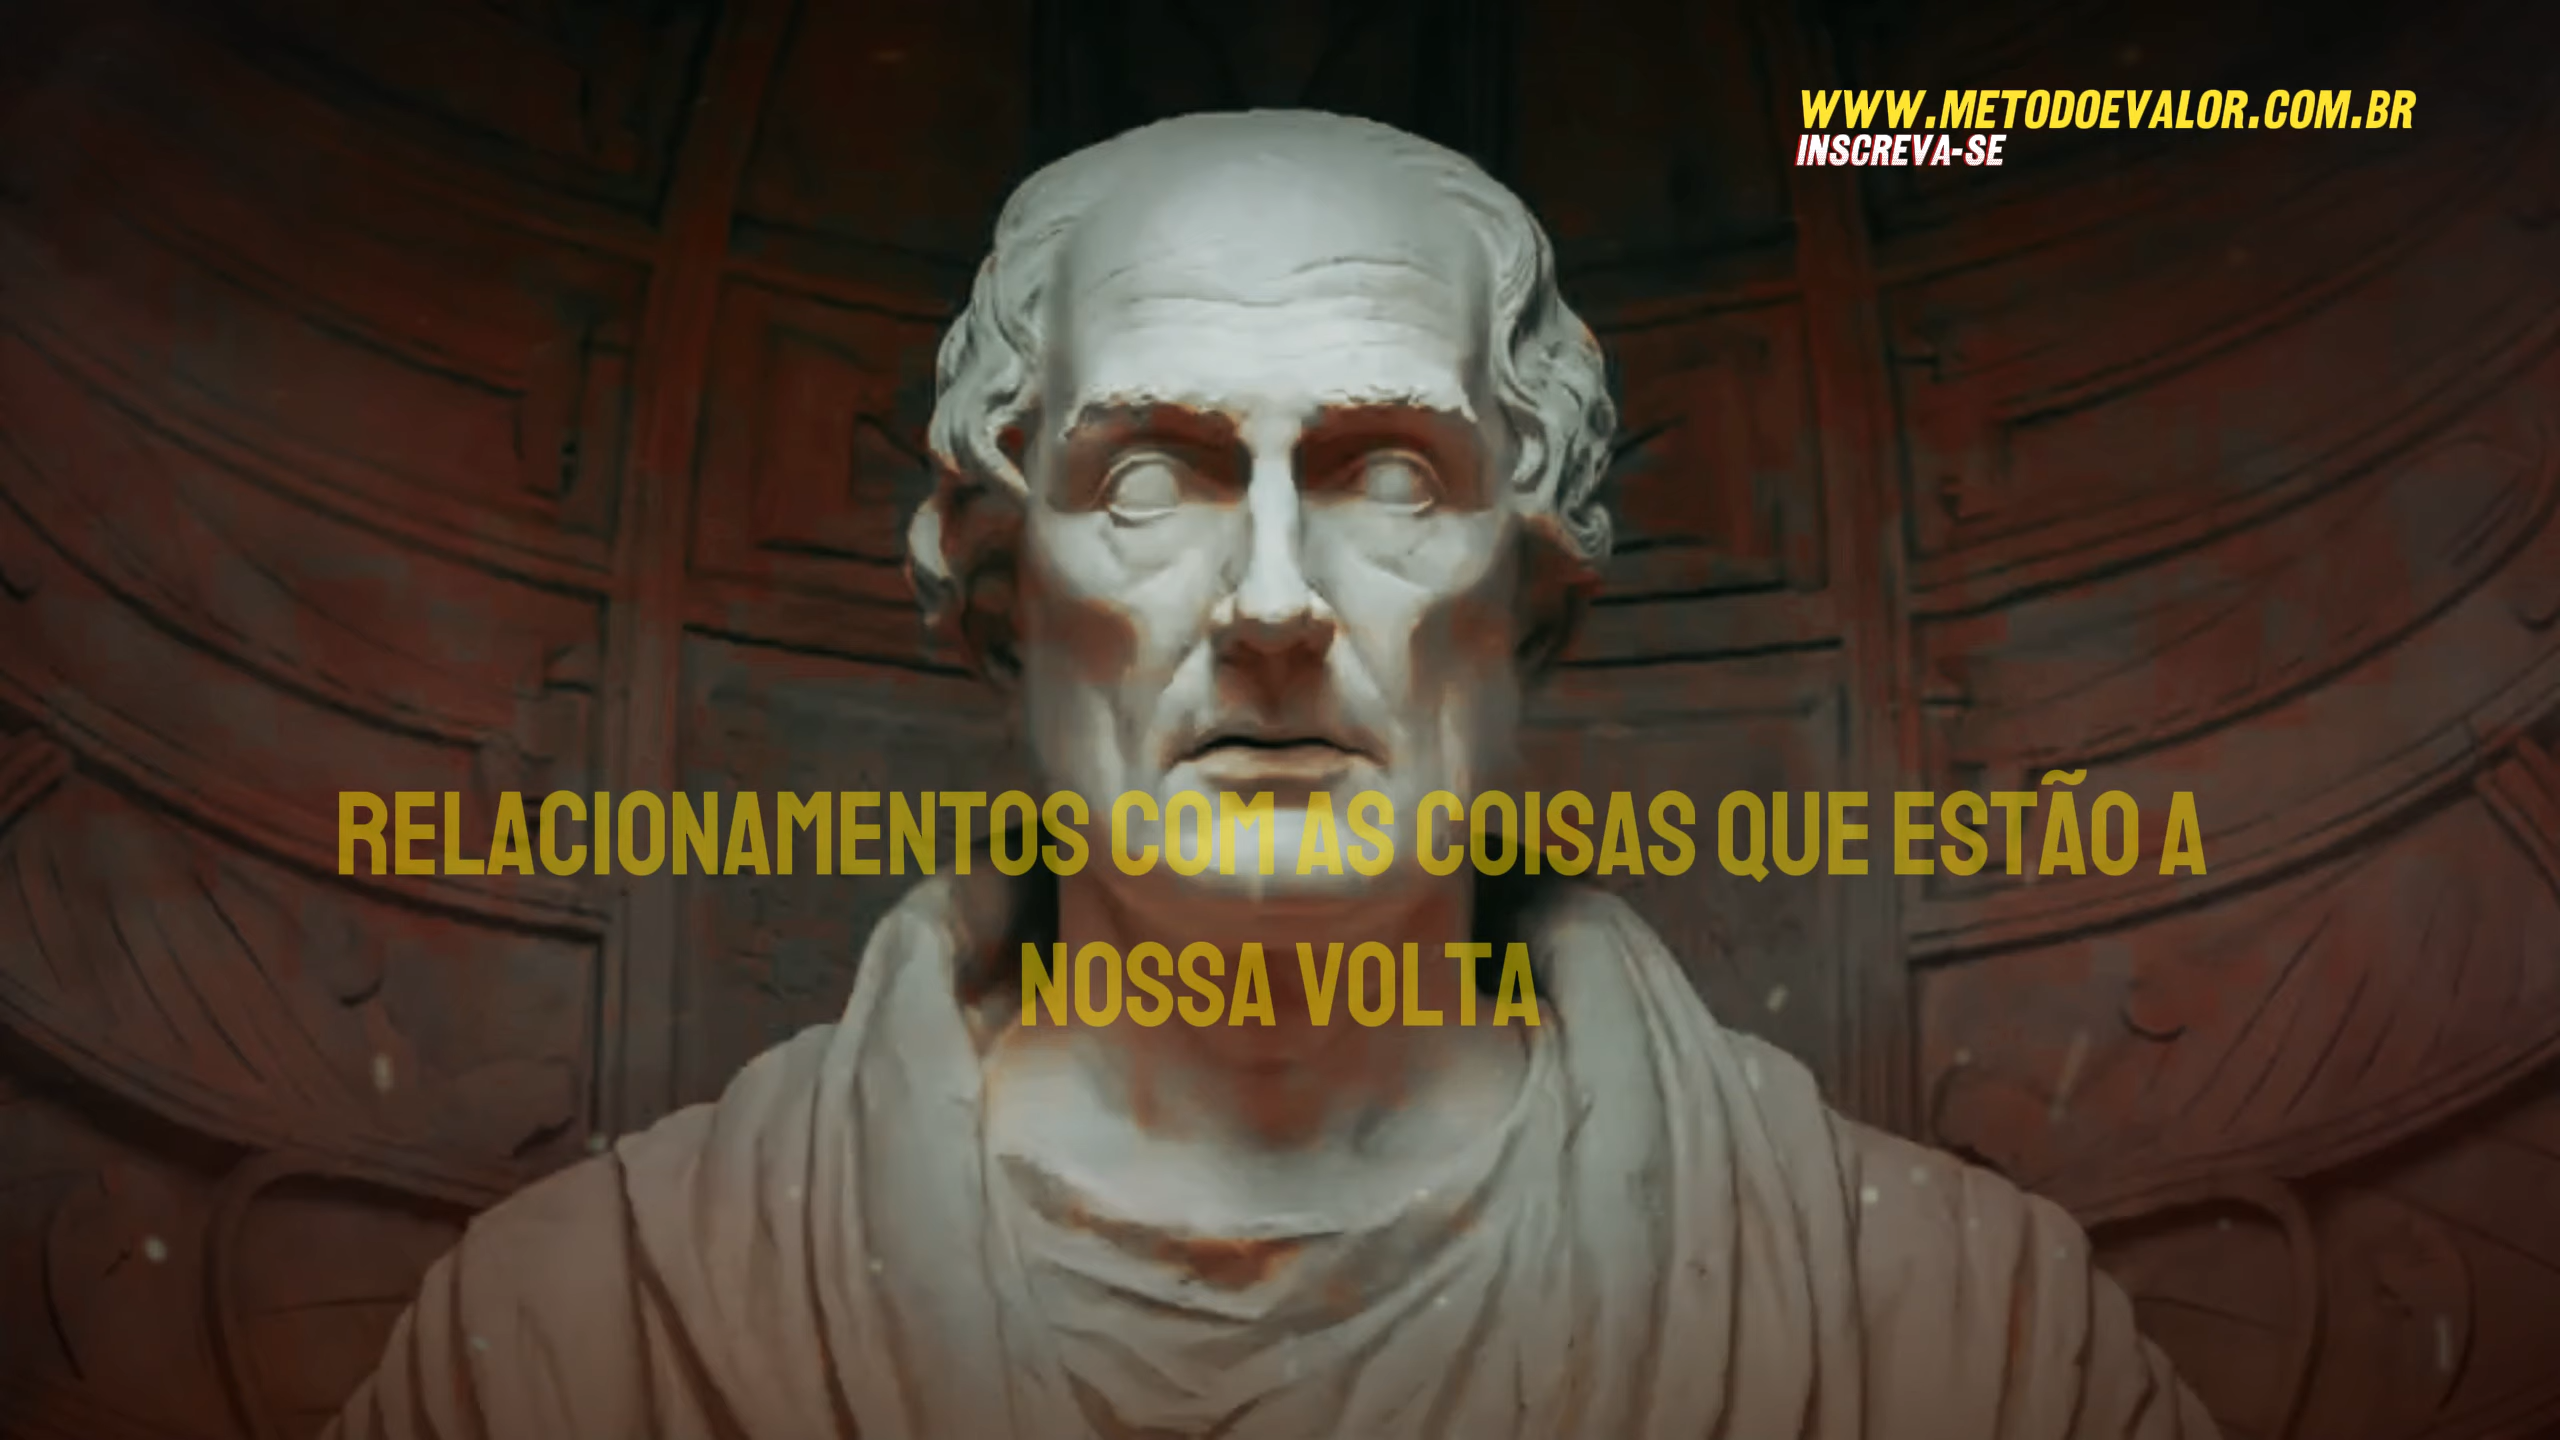 WWW.METODOEVALOR.COM.BR
INSCREVA-SE
RELACIONAMENTOS COM AS COISAS QUE ESTÃO A
NOSSA VOLTA